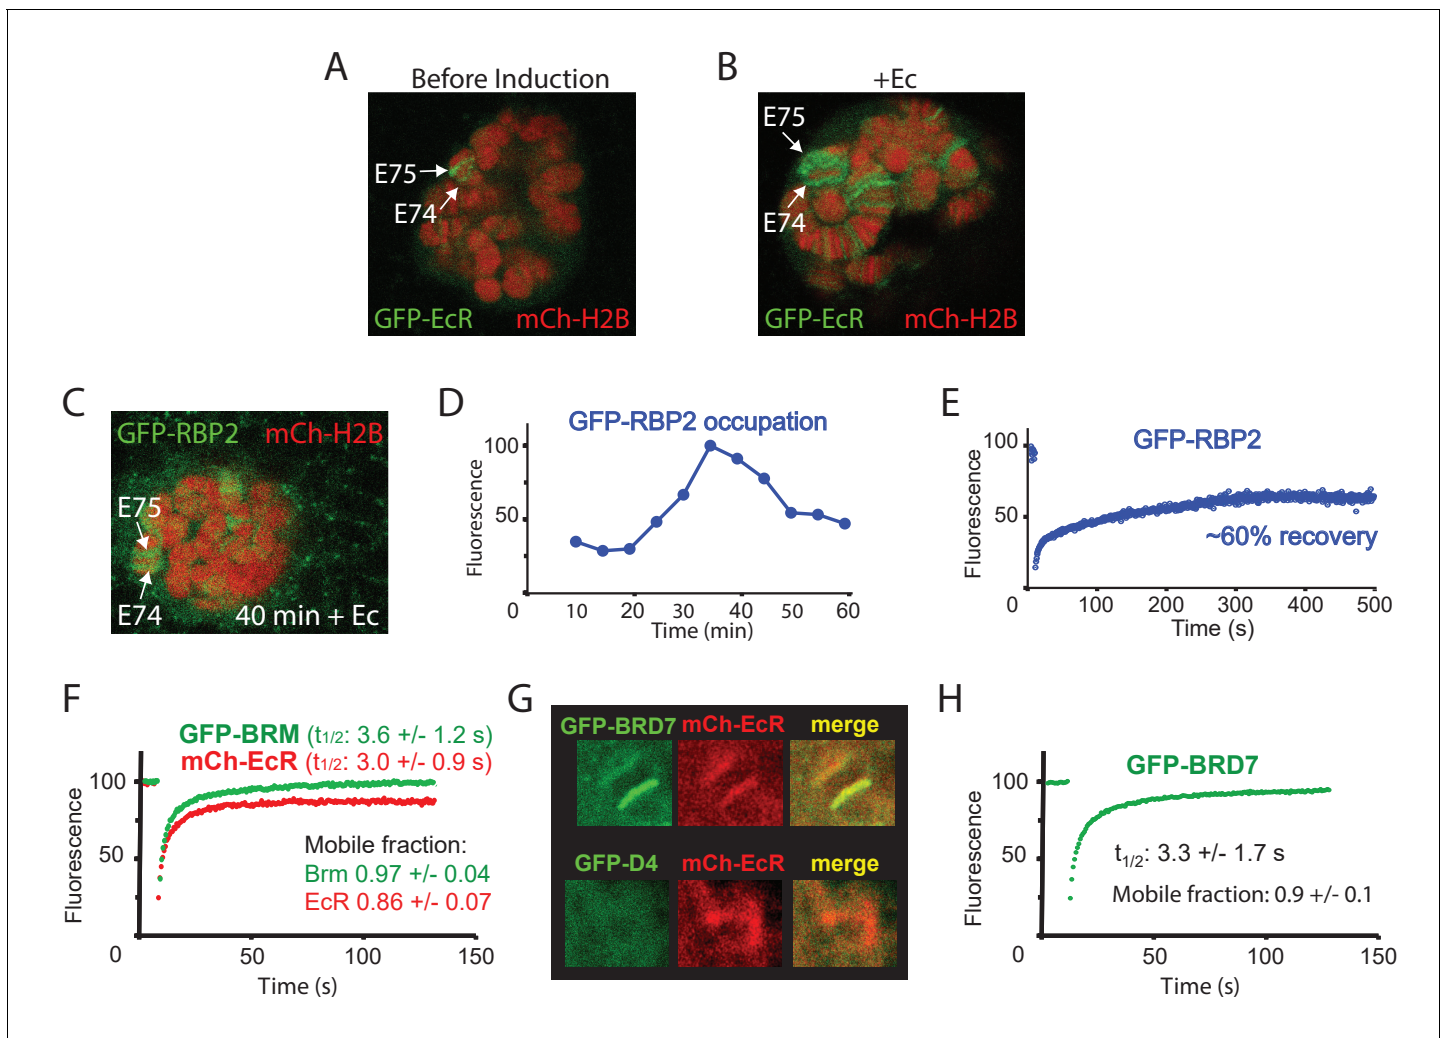 A
Before Induction
E75
E74
GFP-EcR mCh-H2B
B
+Ec
E75
E74
GFP-EcR mCh-H2B
C
GFP-RBP2 mCh-H2B
E75
E74
40 min + Ec
D
GFP-RBP2 occupation
Fluorescence
100
50
0 10 20 30 40 50 60
Time (min)
E
GFP-RBP2
Fluorescence
100
50
~60% recovery
0 100 200 300 400 500
Time (s)
F
GFP-BRM (t1/2: 3.6 +/- 1.2 s)
mCh-EcR (t1/2: 3.0 +/- 0.9 s)
Fluorescence
100
50
Mobile fraction:
Brm 0.97 +/- 0.04
EcR 0.86 +/- 0.07
0 50 100 150
Time (s)
G
GFP-BRD7 mCh-EcR merge
GFP-D4 mCh-EcR merge
H
GFP-BRD7
Fluorescence
100
50
t1/2: 3.3 +/- 1.7 s
Mobile fraction: 0.9 +/- 0.1
0 50 100 150
Time (s)